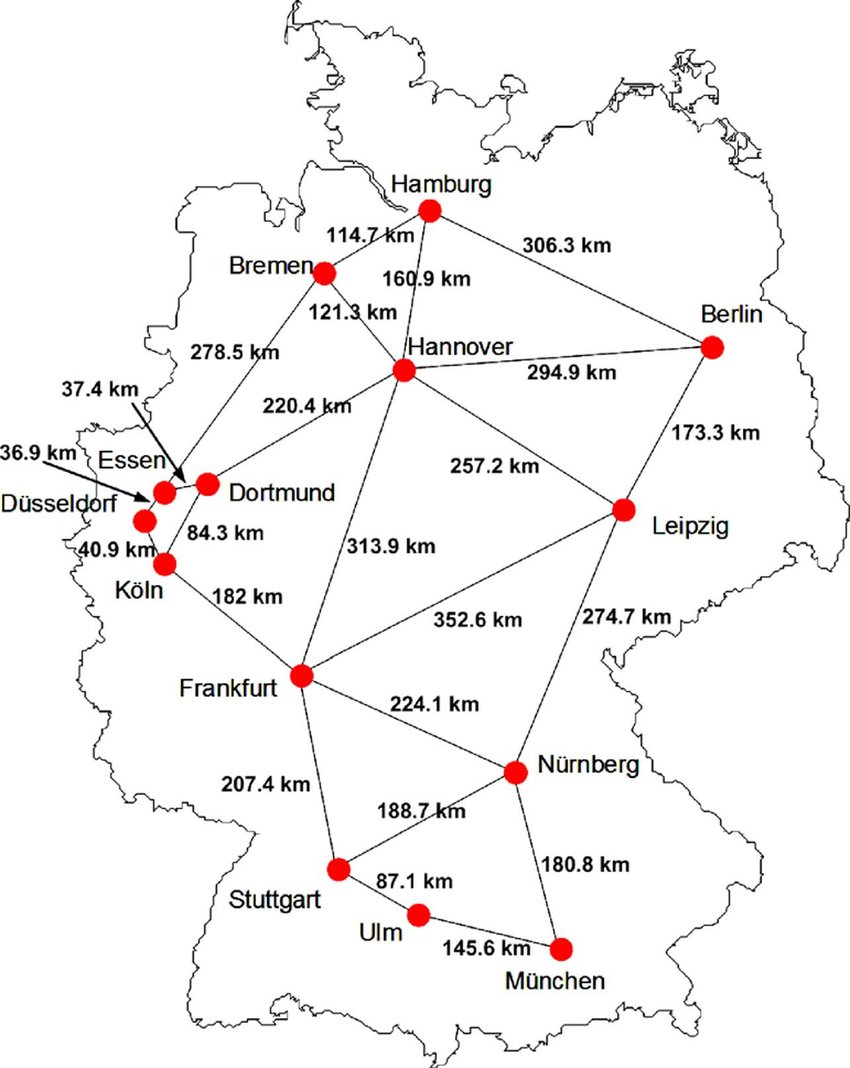 Hamburg
114.7 km
306.3 km
Bremen
160.9 km
121.3 km
Berlin
Hannover
278.5 km
294.9 km
37.4 km
220.4 km
173.3 km
36.9 km
Essen
257.2 km
Dortmund
Düsseldorf
Leipzig
84.3 km
40.9 km
313.9 km
Köln
182 km
352.6 km
274.7 km
Frankfurt
224.1 km
Nürnberg
207.4 km
188.7 km
180.8 km
87.1 km
Stuttgart
Ulm
145.6 km
München